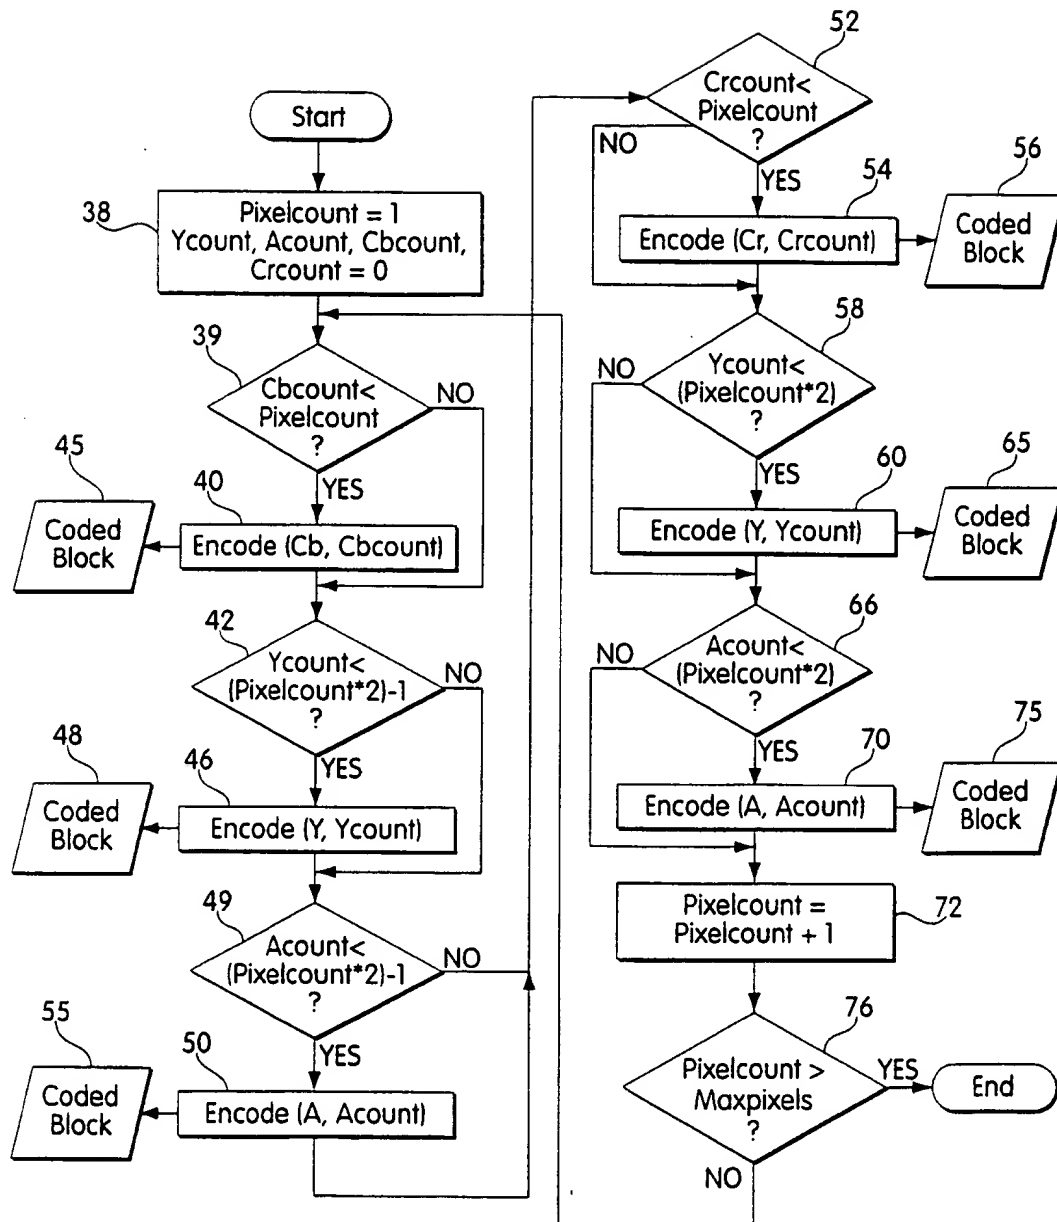 Start
38
Pixelcount = 1
Ycount, Acount, Cbcount,
Crcount = 0
39
Cbcount<
Pixelcount
?
NO
YES
45
Coded
Block
40
Encode (Cb, Cbcount)
42
Ycount<
(Pixelcount*2)-1
?
NO
YES
48
Coded
Block
46
Encode (Y, Ycount)
49
Acount<
(Pixelcount*2)-1
?
NO
YES
55
Coded
Block
50
Encode (A, Acount)
52
Crcount<
Pixelcount
?
NO
YES
54
Encode (Cr, Crcount)
56
Coded
Block
58
Ycount<
(Pixelcount*2)
?
NO
YES
60
Encode (Y, Ycount)
65
Coded
Block
66
Acount<
(Pixelcount*2)
?
NO
YES
70
Encode (A, Acount)
75
Coded
Block
Pixelcount =
Pixelcount + 1
72
76
Pixelcount >
Maxpixels
?
YES
End
NO